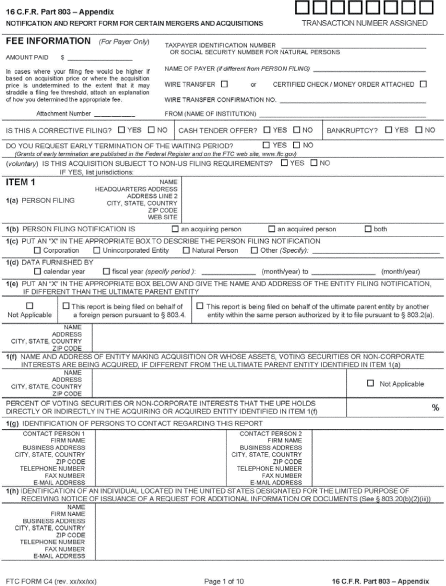 16 C.F.R. Part 803 – Appendix
NOTIFICATION AND REPORT FORM FOR CERTAIN MERGERS AND ACQUISITIONS
TRANSACTION NUMBER ASSIGNED
FEE INFORMATION (For Payer Only)
AMOUNT PAID $
In cases where your filing fee would be higher if
based on acquisition price or where the acquisition
price is undetermined to the extent that it may
straddle a filing fee threshold, attach an explanation
of how you determined the appropriate fee.
Attachment Number
TAXPAYER IDENTIFICATION NUMBER
OR SOCIAL SECURITY NUMBER FOR NATURAL PERSONS
NAME OF PAYER (if different from PERSON FILING)
WIRE TRANSFER or CERTIFIED CHECK / MONEY ORDER ATTACHED
WIRE TRANSFER CONFIRMATION NO.
FROM (NAME OF INSTITUTION)
IS THIS A CORRECTIVE FILING? YES NO CASH TENDER OFFER? YES NO BANKRUPTCY? YES NO
DO YOU REQUEST EARLY TERMINATION OF THE WAITING PERIOD? YES NO
(Grants of early termination are published in the Federal Register and on the FTC web site, www.ftc.gov)
(voluntary) IS THIS ACQUISITION SUBJECT TO NON-US FILING REQUIREMENTS? YES NO
IF YES, list jurisdictions:
ITEM 1
1(a) PERSON FILING
NAME
HEADQUARTERS ADDRESS
ADDRESS LINE 2
CITY, STATE, COUNTRY
ZIP CODE
WEB SITE
1(b) PERSON FILING NOTIFICATION IS an acquiring person an acquired person both
1(c) PUT AN "X" IN THE APPROPRIATE BOX TO DESCRIBE THE PERSON FILING NOTIFICATION
Corporation Unincorporated Entity Natural Person Other (Specify):
1(d) DATA FURNISHED BY
calendar year fiscal year (specify period): (month/year) to (month/year)
1(e) PUT AN "X" IN THE APPROPRIATE BOX BELOW AND GIVE THE NAME AND ADDRESS OF THE ENTITY FILING NOTIFICATION,
IF DIFFERENT THAN THE ULTIMATE PARENT ENTITY
Not Applicable
This report is being filed on behalf of
a foreign person pursuant to § 803.4.
This report is being filed on behalf of the ultimate parent entity by another
entity within the same person authorized by it to file pursuant to § 803.2(a).
NAME
ADDRESS
CITY, STATE, COUNTRY
ZIP CODE
1(f) NAME AND ADDRESS OF ENTITY MAKING ACQUISITION OR WHOSE ASSETS, VOTING SECURITIES OR NON-CORPORATE
INTERESTS ARE BEING ACQUIRED, IF DIFFERENT FROM THE ULTIMATE PARENT ENTITY IDENTIFIED IN ITEM 1(a)
NAME
ADDRESS
CITY, STATE, COUNTRY
ZIP CODE
Not Applicable
PERCENT OF VOTING SECURITIES OR NON-CORPORATE INTERESTS THAT THE UPE HOLDS
DIRECTLY OR INDIRECTLY IN THE ACQUIRING OR ACQUIRED ENTITY IDENTIFIED IN ITEM 1(f)
%
1(g) IDENTIFICATION OF PERSONS TO CONTACT REGARDING THIS REPORT
CONTACT PERSON 1
FIRM NAME
BUSINESS ADDRESS
CITY, STATE, COUNTRY
ZIP CODE
TELEPHONE NUMBER
FAX NUMBER
E-MAIL ADDRESS
CONTACT PERSON 2
FIRM NAME
BUSINESS ADDRESS
CITY, STATE, COUNTRY
ZIP CODE
TELEPHONE NUMBER
FAX NUMBER
E-MAIL ADDRESS
1(h) IDENTIFICATION OF AN INDIVIDUAL LOCATED IN THE UNITED STATES DESIGNATED FOR THE LIMITED PURPOSE OF
RECEIVING NOTICE OF ISSUANCE OF A REQUEST FOR ADDITIONAL INFORMATION OR DOCUMENTS (See § 803.20(b)(2)(iii))
NAME
FIRM NAME
BUSINESS ADDRESS
CITY, STATE, COUNTRY
ZIP CODE
TELEPHONE NUMBER
FAX NUMBER
E-MAIL ADDRESS
FTC FORM C4 (rev. xx/xx/xx) Page 1 of 10 16 C.F.R. Part 803 – Appendix